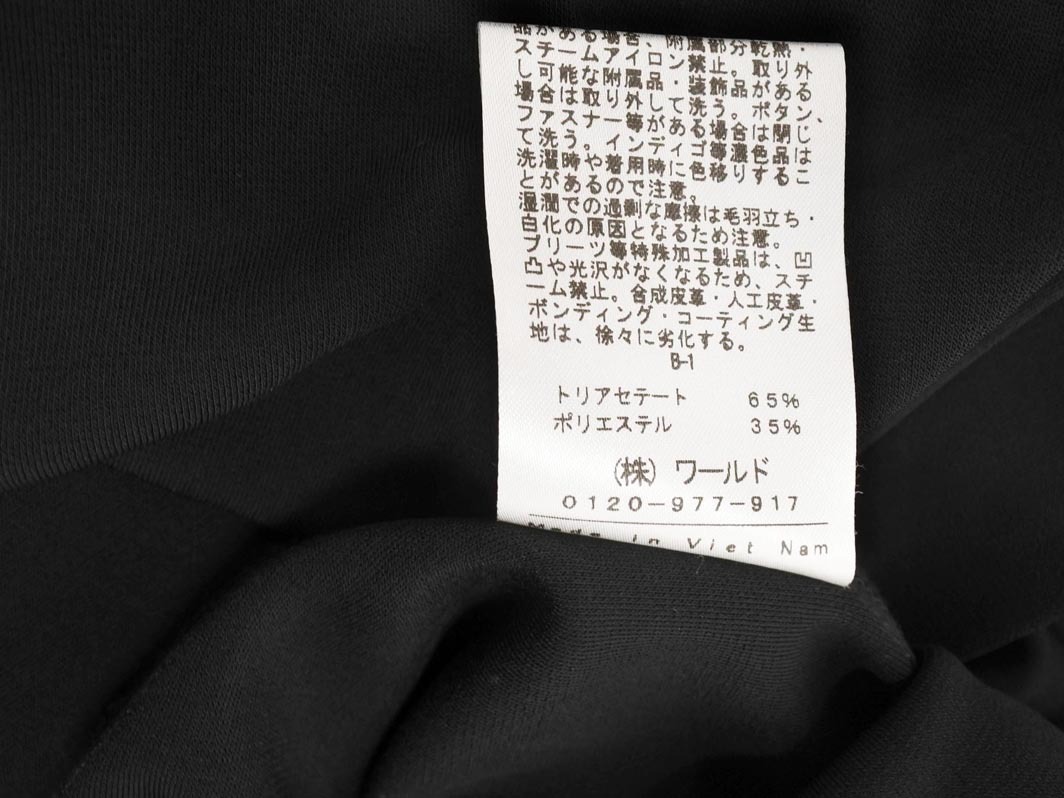 品がある場合、附属部分乾熱・
スチームアイロン禁止。取り外
し可能な附属品・装飾品がある
場合は取り外して洗う。ボタン、
ファスナー等がある場合は閉じ
て洗う。インディゴ等濃色品は
洗濯時や着用時に色移りするこ
とがあるので注意。
湿潤での過剰な摩擦は毛羽立ち・
白化の原因となるため注意。
プリーツ等特殊加工製品は、凹
凸や光沢がなくなるため、スチ
ーム禁止。合成皮革・人工皮革・
ボンディング・コーティング生
地は、徐々に劣化する。
B-1
トリアセテート 65%
ポリエステル 35%
(株)ワールド
0120-977-917
Made in Viet Nam